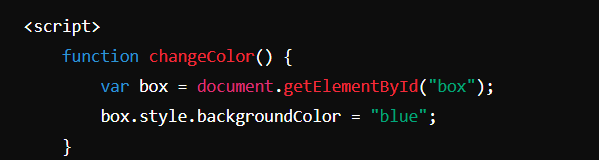 <script>
function changeColor() {
var box = document.getElementById("box");
box.style.backgroundColor = "blue";
}